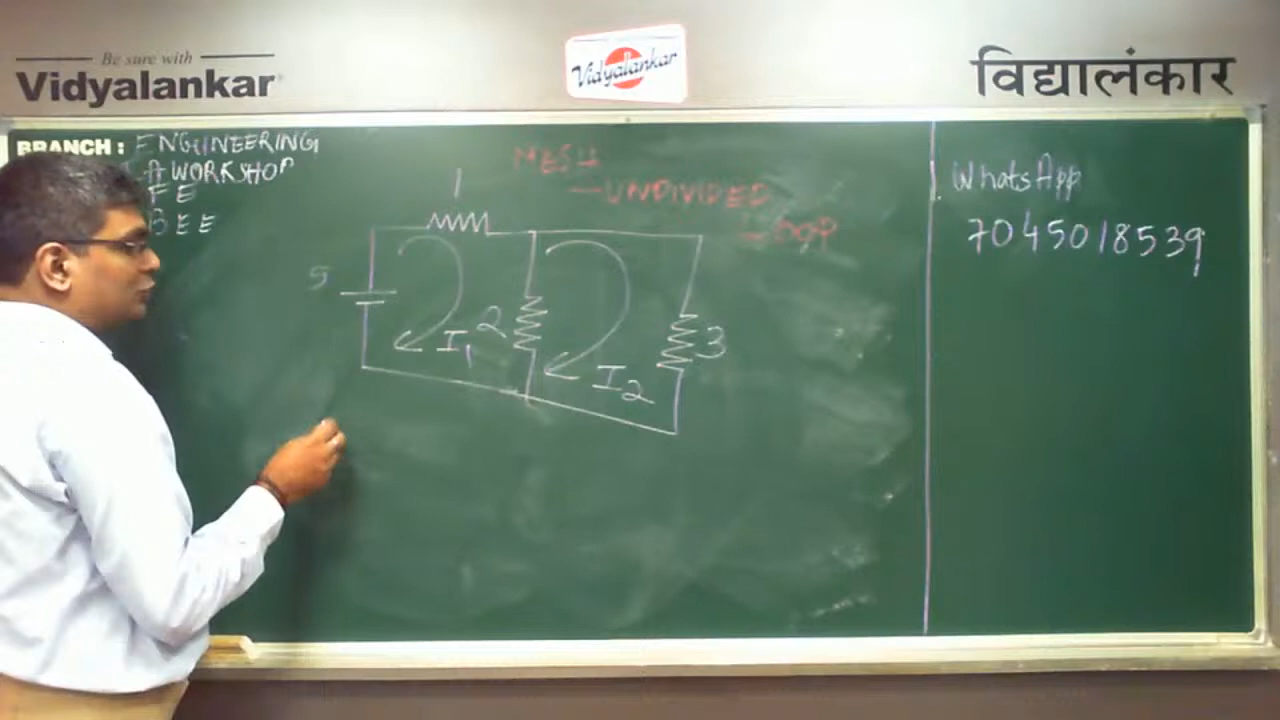 Be sure with
Vidyalankar
Vidyalankar
विद्यालंकार
BRANCH: ENGINEERING
WORKSHOP
FE
BEE
MESH
—UNDIVIDED
LOOP
1
5
I1
2
I2
3
WhatsApp
7045018539